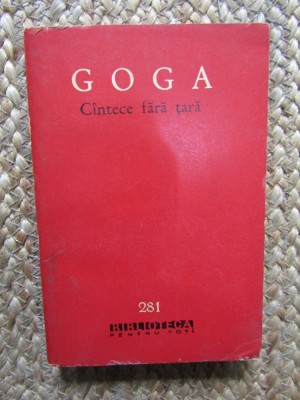 GOGA
Cîntece fără țară
281
BIBLIOTECA
PENTRU TOȚI